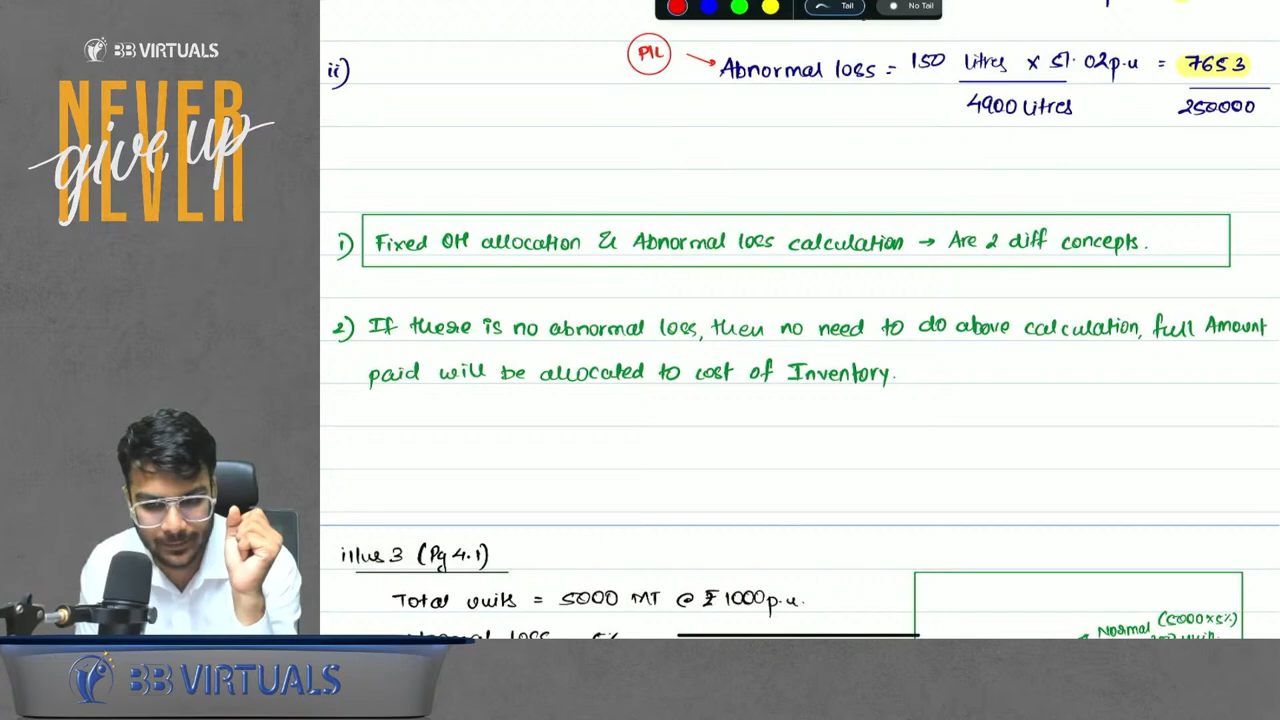 BB VIRTUALS
NEVER
give up
NEVER
Tail
No Tail
ii)
P/L → Abnormal loss = 150 litres x 51.02 p.u = 7653
4900 litres 250000
1) Fixed OH allocation & Abnormal loss calculation → Are 2 diff concepts.
2) If there is no abnormal loss, then no need to do above calculation, full Amount
paid will be allocated to cost of Inventory.
illus 3 (Pg 4.1)
Total units = 5000 MT @ ₹ 1000 p.u.
Normal (5000x5%)
BB VIRTUALS